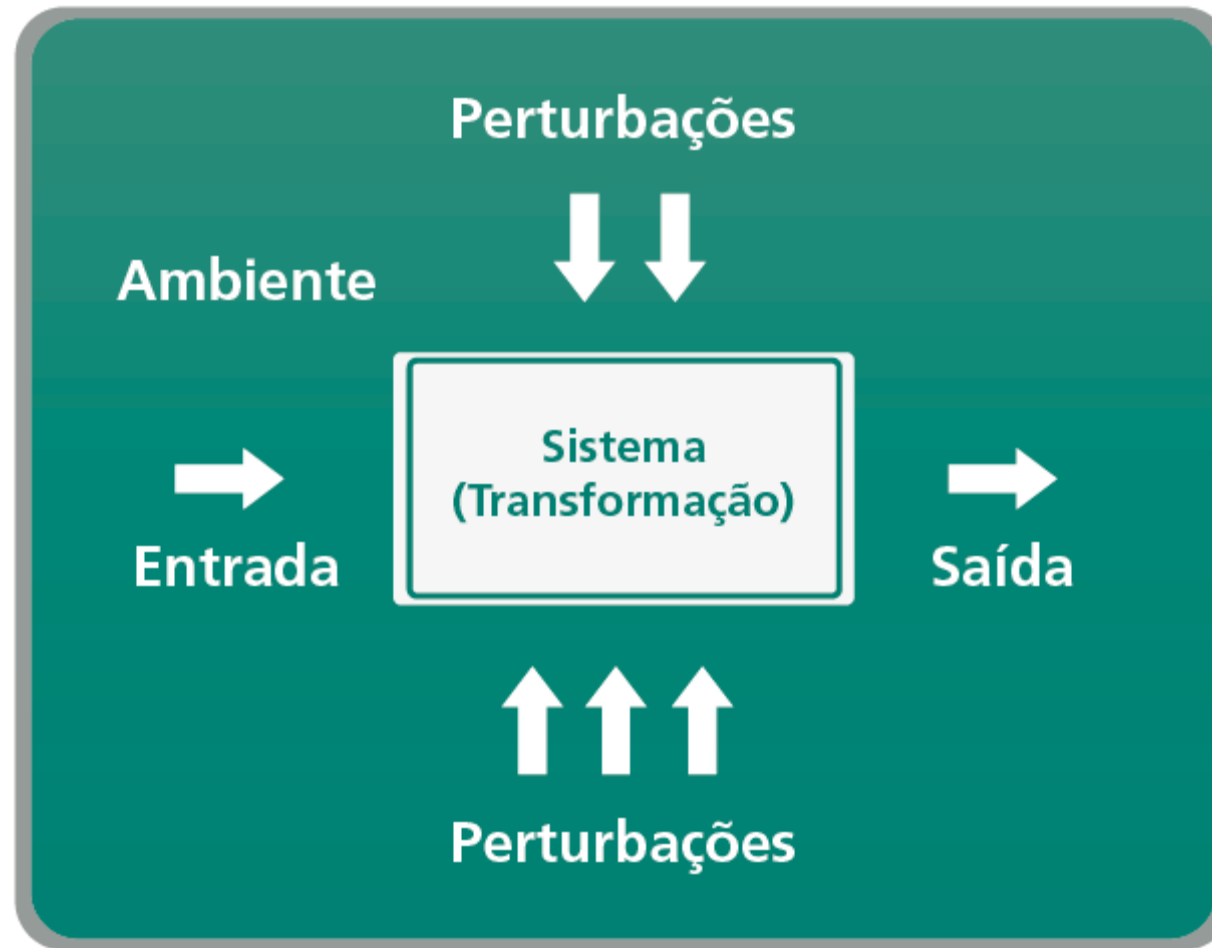 Perturbações
Ambiente
Sistema
(Transformação)
Entrada
Saída
Perturbações